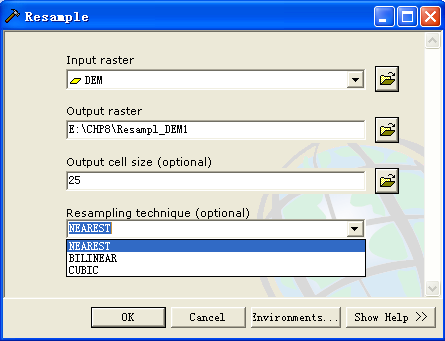 Resample
Input raster
DEM
Output raster
E:\CHP8\Resampl_DEM1
Output cell size (optional)
25
Resampling technique (optional)
NEAREST
NEAREST
BILINEAR
CUBIC
OK
Cancel
Environments...
Show Help >>